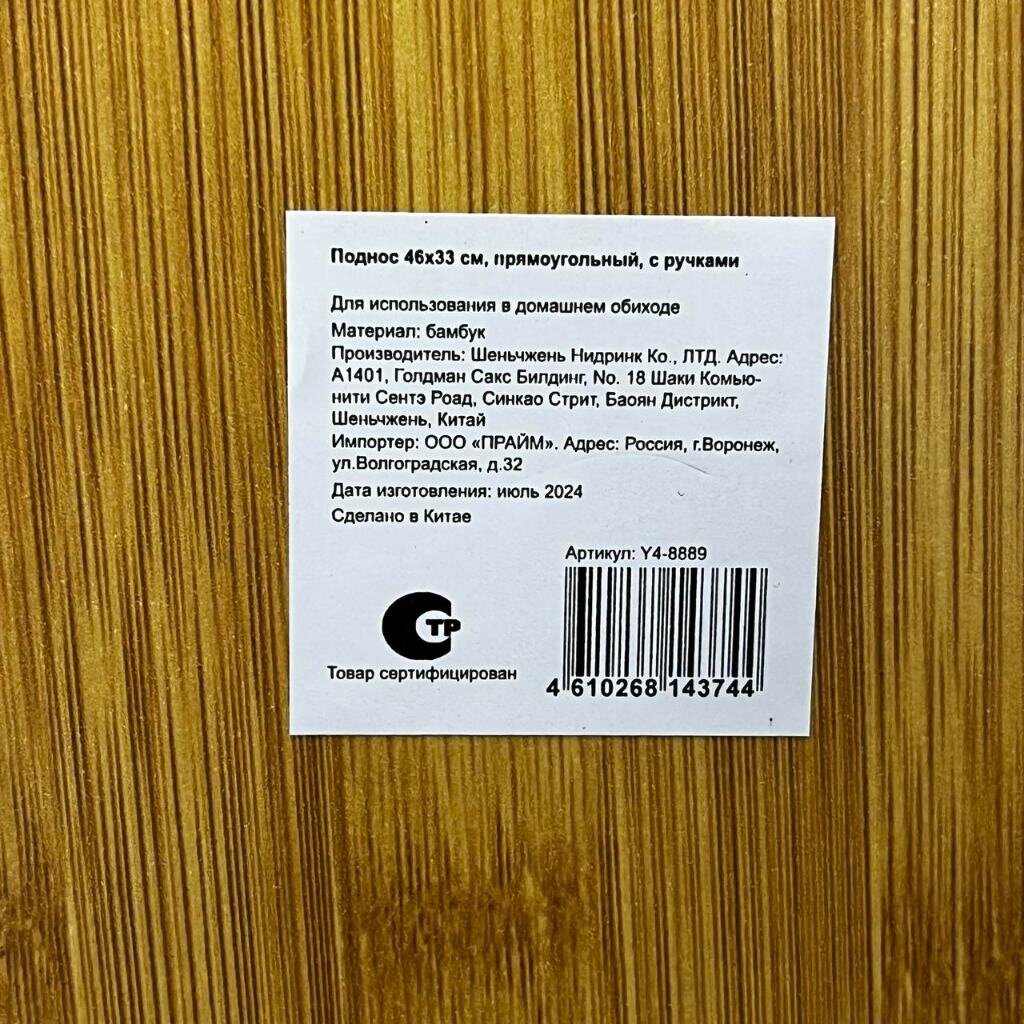 Поднос 46х33 см, прямоугольный, с ручками
Для использования в домашнем обиходе
Материал: бамбук
Производитель: Шеньчжень Нидринк Ко., ЛТД. Адрес:
А1401, Голдман Сакс Билдинг, No. 18 Шаки Комью-
нити Сентэ Роад, Синкао Стрит, Баоян Дистрикт,
Шеньчжень, Китай
Импортер: ООО «ПРАЙМ». Адрес: Россия, г.Воронеж,
ул.Волгоградская, д.32
Дата изготовления: июль 2024
Сделано в Китае
Артикул: Y4-8889
СТР
Товар сертифицирован
4 610268 143744